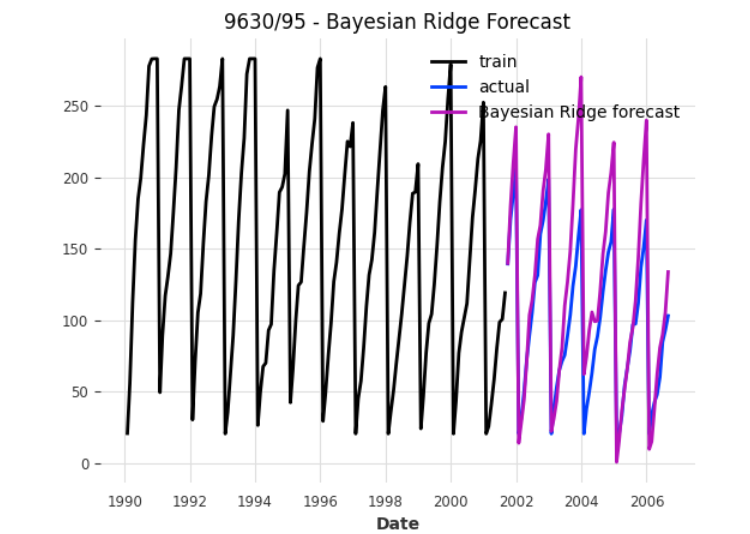 9630/95 - Bayesian Ridge Forecast
train
actual
Bayesian Ridge forecast
250
200
150
100
50
0
1990 1992 1994 1996 1998 2000 2002 2004 2006
Date